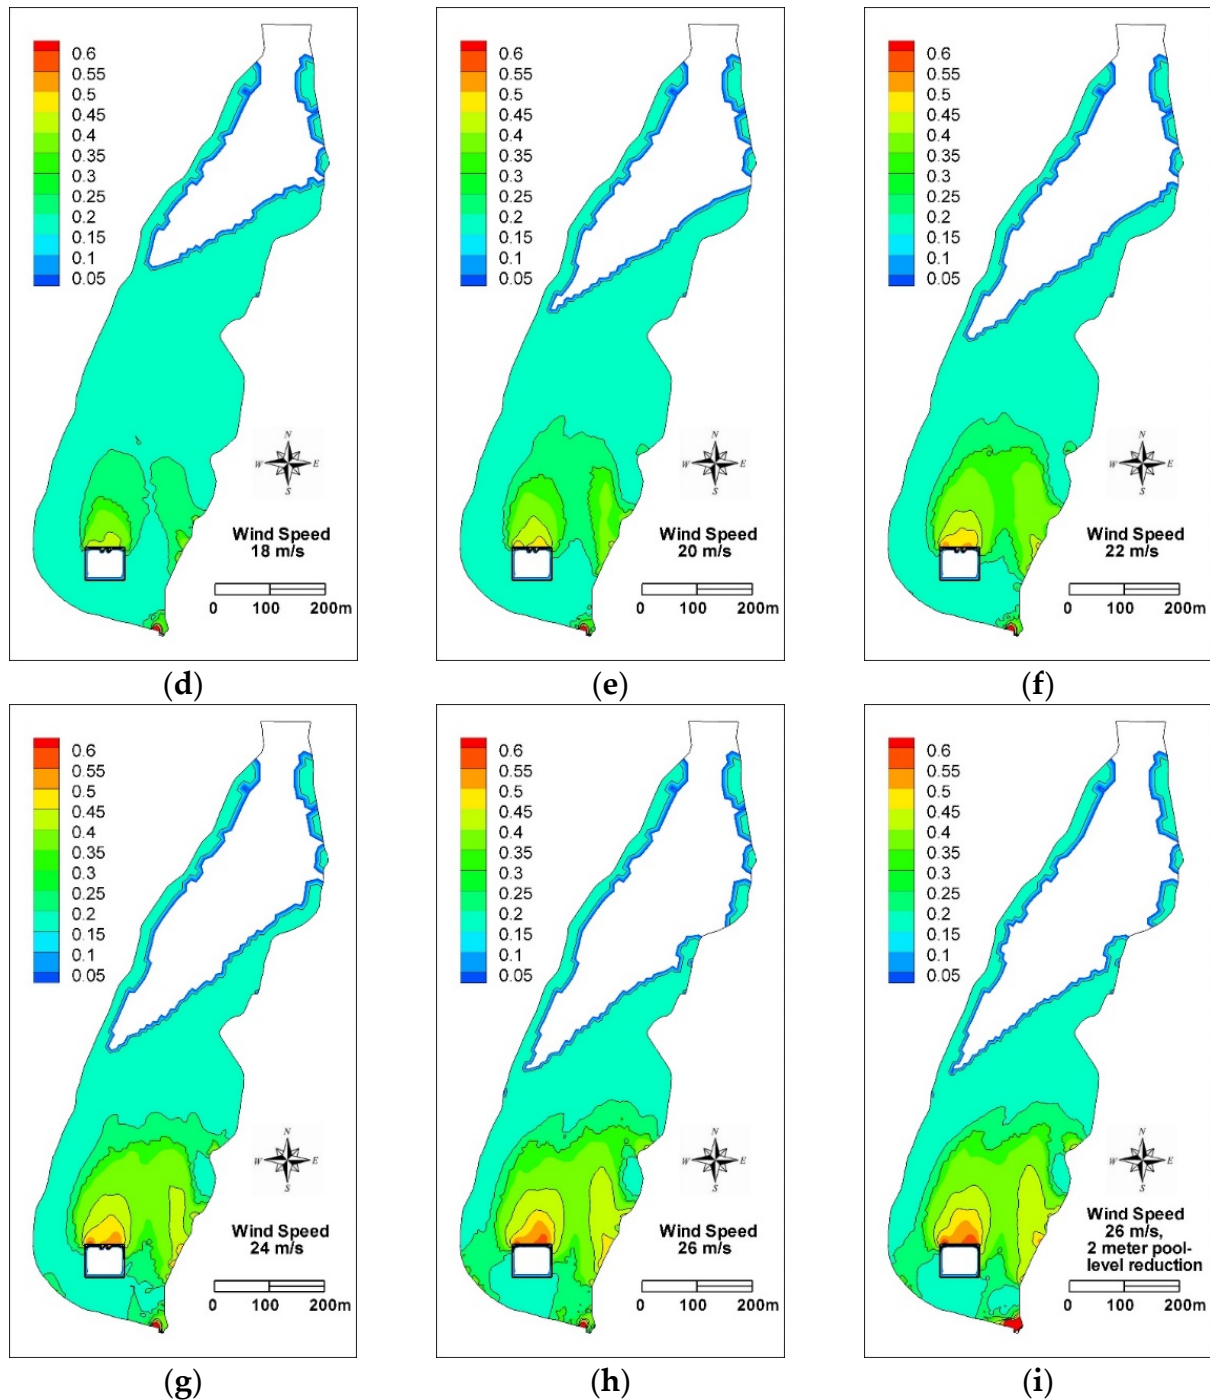 0.6
0.55
0.5
0.45
0.4
0.35
0.3
0.25
0.2
0.15
0.1
0.05
N
W E
S
Wind Speed
18 m/s
0 100 200m
(d)
0.6
0.55
0.5
0.45
0.4
0.35
0.3
0.25
0.2
0.15
0.1
0.05
N
W E
S
Wind Speed
20 m/s
0 100 200m
(e)
0.6
0.55
0.5
0.45
0.4
0.35
0.3
0.25
0.2
0.15
0.1
0.05
N
W E
S
Wind Speed
22 m/s
0 100 200m
(f)
0.6
0.55
0.5
0.45
0.4
0.35
0.3
0.25
0.2
0.15
0.1
0.05
N
W E
S
Wind Speed
24 m/s
0 100 200m
(g)
0.6
0.55
0.5
0.45
0.4
0.35
0.3
0.25
0.2
0.15
0.1
0.05
N
W E
S
Wind Speed
26 m/s
0 100 200m
(h)
0.6
0.55
0.5
0.45
0.4
0.35
0.3
0.25
0.2
0.15
0.1
0.05
N
W E
S
Wind Speed
26 m/s,
2 meter pool-
level reduction
0 100 200m
(i)